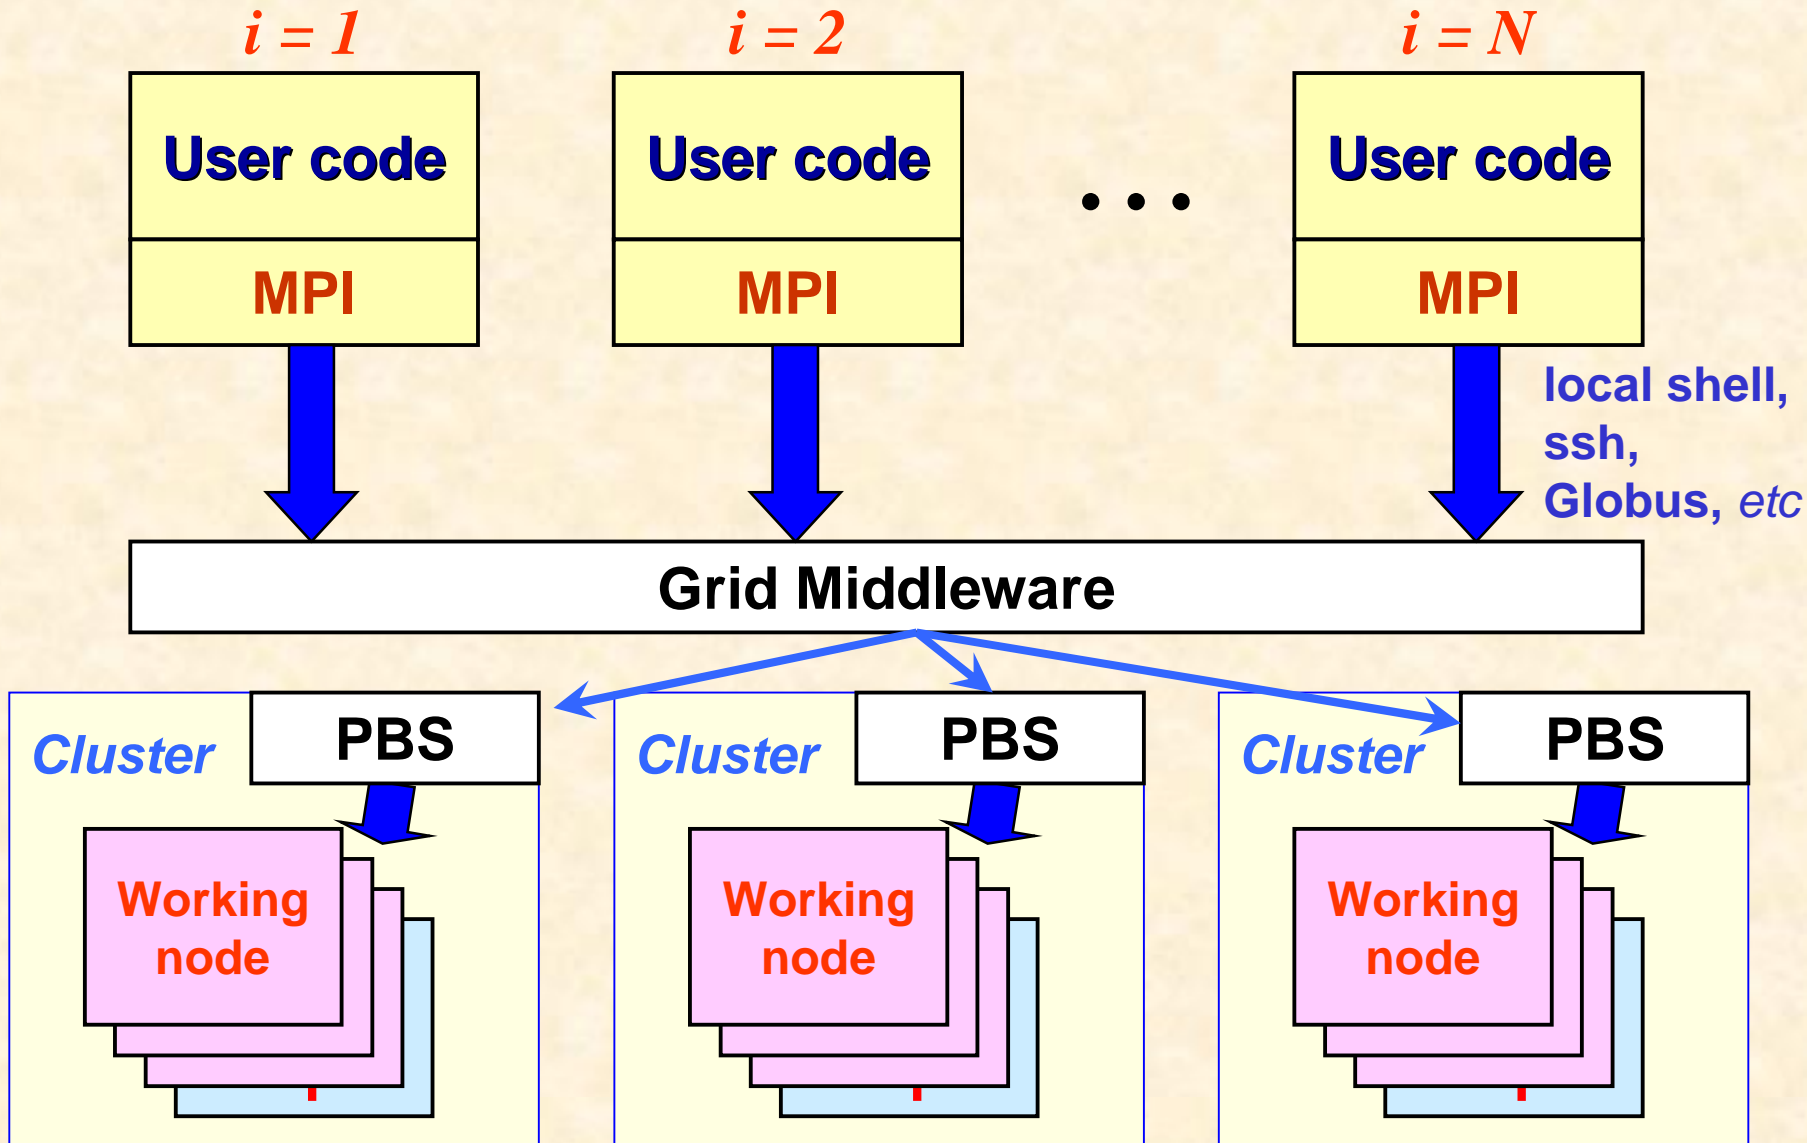 i = 1
i = 2
i = N
User code
User code
User code
. . .
MPI
MPI
MPI
local shell,
ssh,
Globus, etc
Grid Middleware
Cluster
PBS
Cluster
PBS
Cluster
PBS
Working
node
Working
node
Working
node